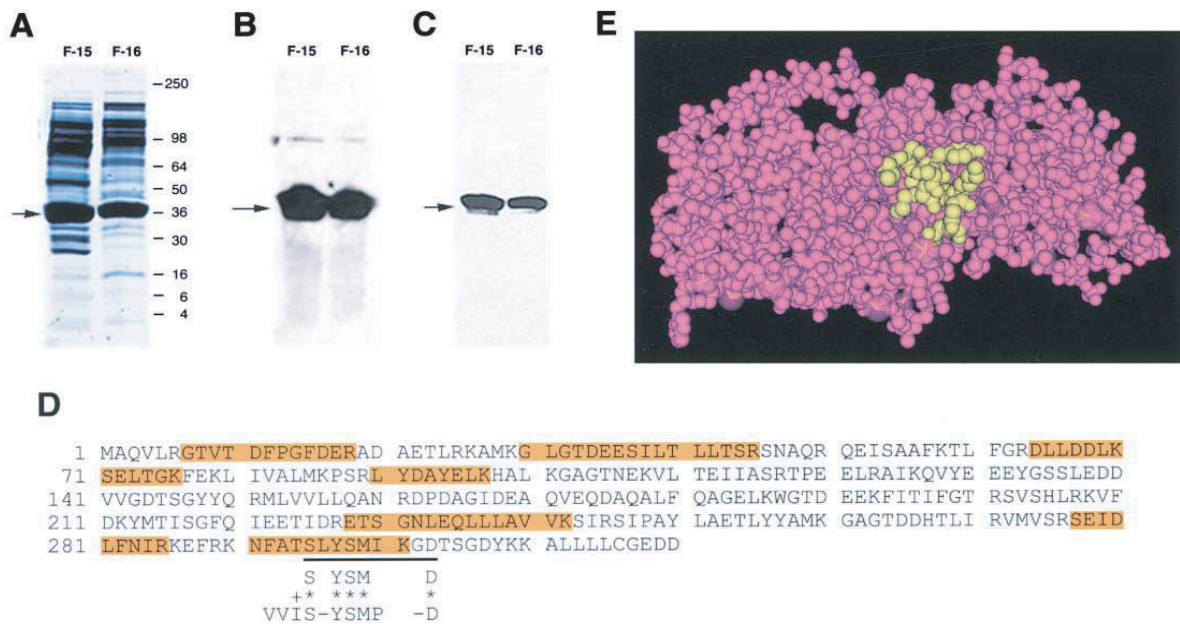 A
F-15 F-16
250
98
64
50
36
30
16
6
4
B
F-15 F-16
C
F-15 F-16
E
D
1 MAQVLRGTVT DFPGFDERAD AETLRKAMKG LGTDEESILT LLTSRSNAQR QEISAAFKTL FGRDLLDDLK
71 SELTGKFEKL IVALMKPSRL YDAYELKHAL KGAGTNEKVL TEIIASRTPE ELRAIKQVYE EEYGSSLEDD
141 VVGDTSGYYQ RMLVVLLQAN RDPDAGIDEA QVEQDAQALF QAGELKWGTD EEKFITIFGT RSVSHLRKVF
211 DKYMTISGFQ IEETIDRETS GNLEQLLLAV VKSIRSIPAY LAETLYYAMK GAGTDDHTLI RVMVSRSEID
281 LFNIRKEFRK NFATSLYSMI KGDTSGDYKK ALLLLCGEDD
S YSM D
+* *** *
VVIS-YSMP -D